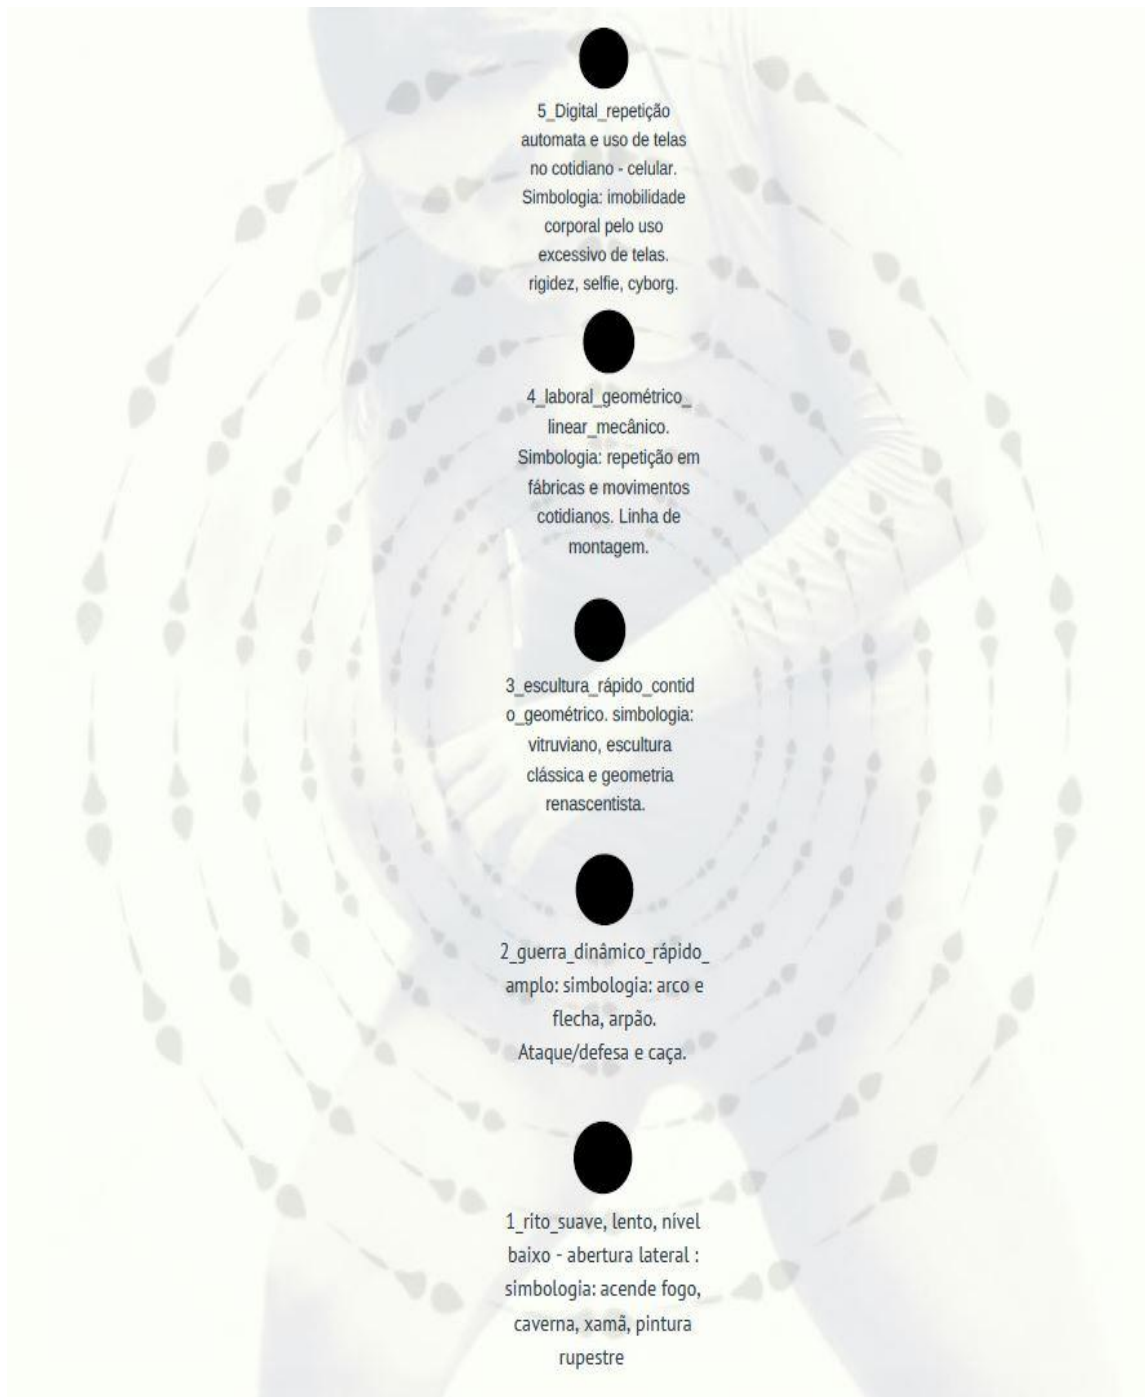 5_Digital_repetição
automata e uso de telas
no cotidiano - celular.
Simbologia: imobilidade
corporal pelo uso
excessivo de telas.
rigidez, selfie, cyborg.
4_laboral_geométrico_
linear_mecânico.
Simbologia: repetição em
fábricas e movimentos
cotidianos. Linha de
montagem.
3_escultura_rápido_contid
o_geométrico. simbologia:
vitruviano, escultura
clássica e geometria
renascentista.
2_guerra_dinâmico_rápido_
amplo: simbologia: arco e
flecha, arpão.
Ataque/defesa e caça.
1_rito_suave, lento, nível
baixo - abertura lateral :
simbologia: acende fogo,
caverna, xamã, pintura
rupestre